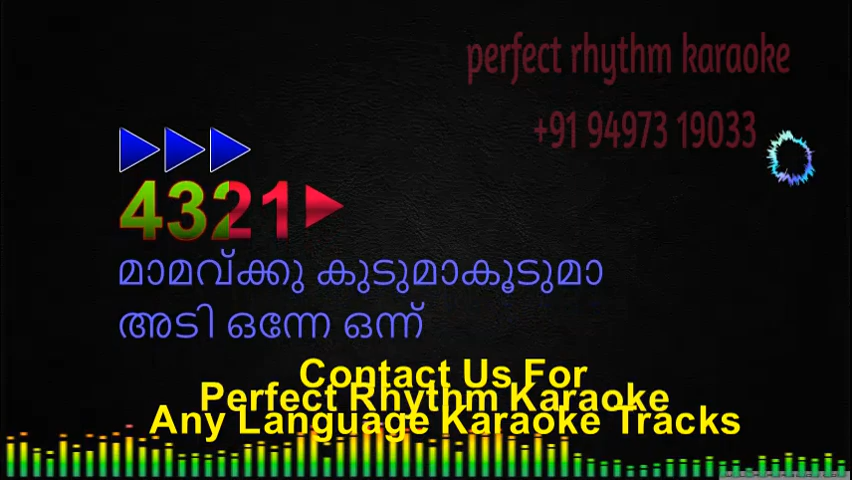 perfect rhythm karaoke
+91 94973 19033
4321
മാമവ്ക്കു കുടുമാകൂടുമാ
അടി ഒന്നേ ഒന്ന്
Contact Us For
Perfect Rhythm Karaoke
Any Language Karaoke Tracks